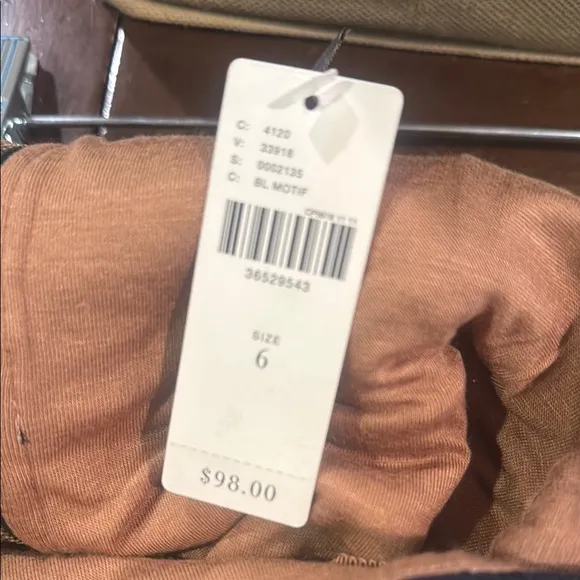 C: 4120
V: 33918
S: 0002135
C: BL MOTIF
36529543
SIZE
6
$98.00